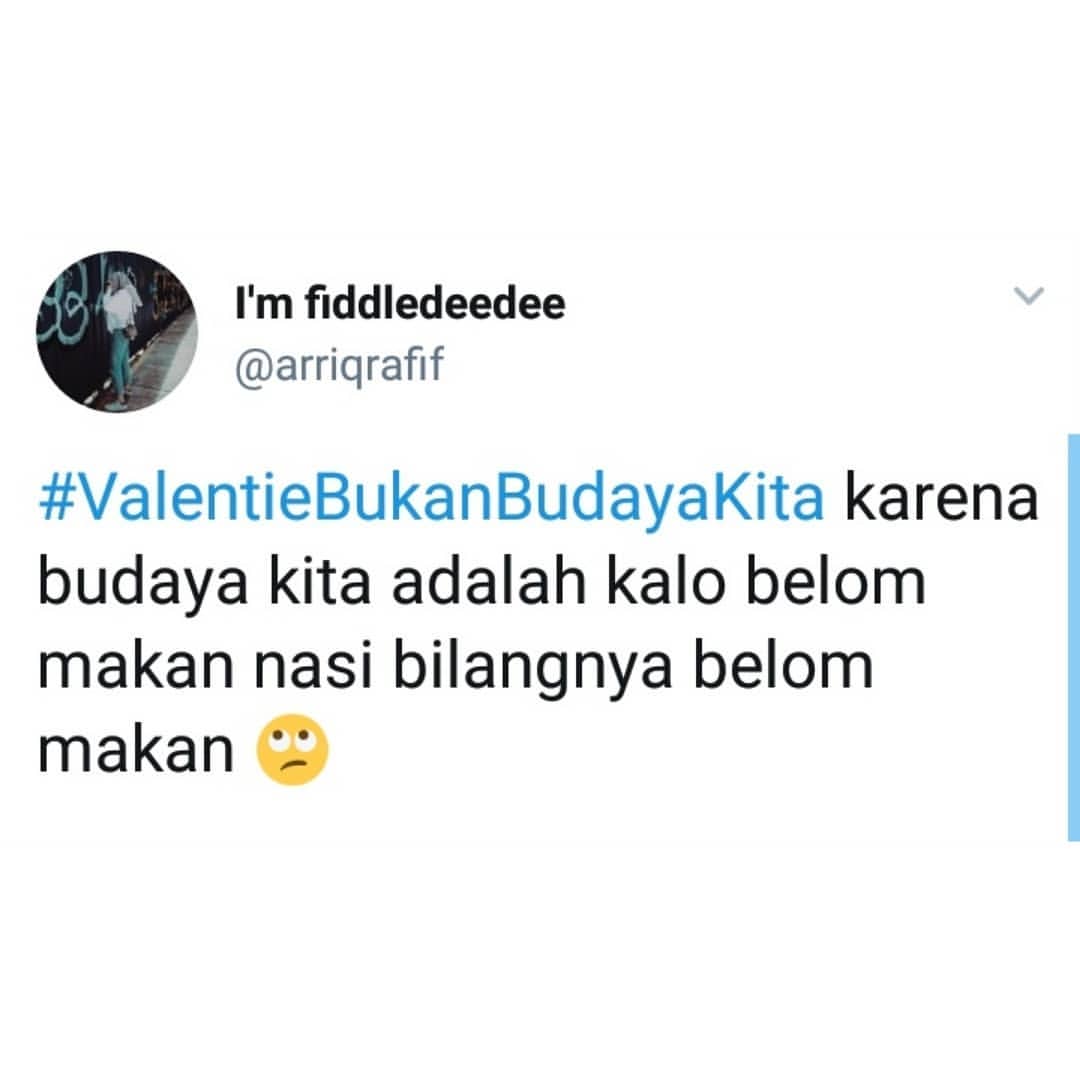 I'm fiddledeedee
@arriqrafif
#ValentieBukanBudayaKita karena
budaya kita adalah kalo belom
makan nasi bilangnya belom
makan 🙄